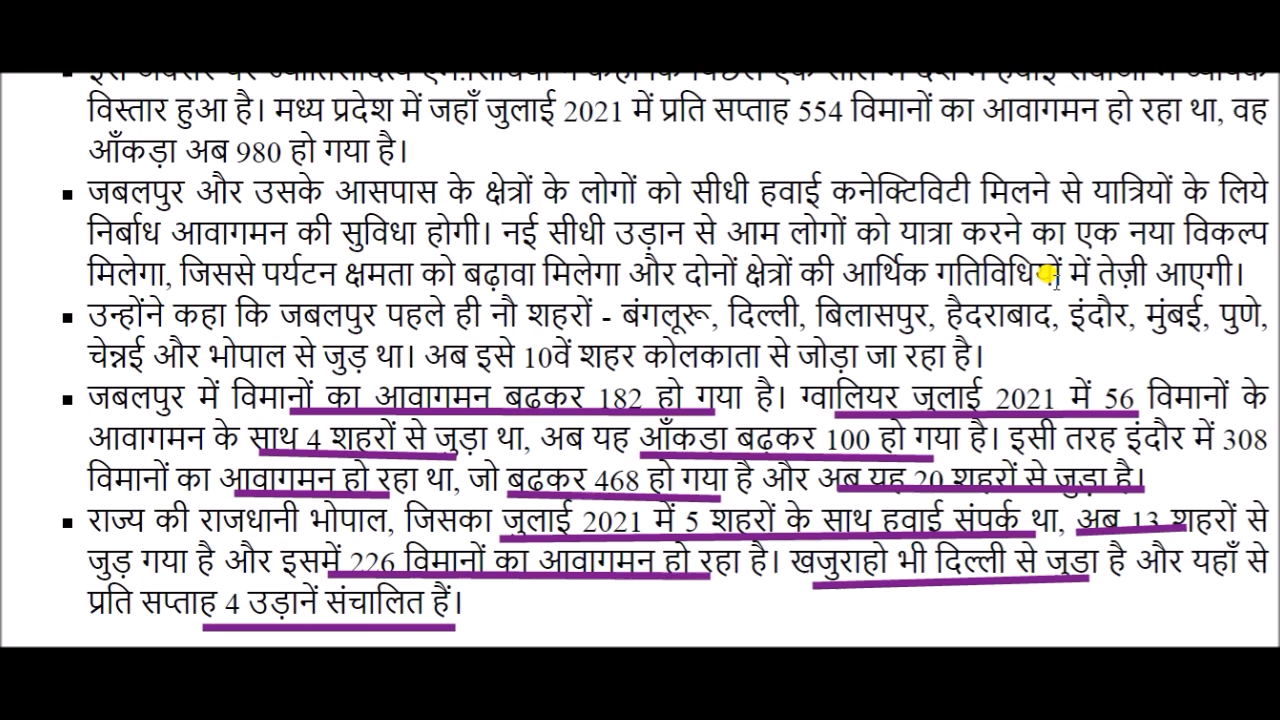 विस्तार हुआ है। मध्य प्रदेश में जहाँ जुलाई 2021 में प्रति सप्ताह 554 विमानों का आवागमन हो रहा था, वह
आँकड़ा अब 980 हो गया है।
▪ जबलपुर और उसके आसपास के क्षेत्रों के लोगों को सीधी हवाई कनेक्टिविटी मिलने से यात्रियों के लिये
निर्बाध आवागमन की सुविधा होगी। नई सीधी उड़ान से आम लोगों को यात्रा करने का एक नया विकल्प
मिलेगा, जिससे पर्यटन क्षमता को बढ़ावा मिलेगा और दोनों क्षेत्रों की आर्थिक गतिविधियों में तेज़ी आएगी।
▪ उन्होंने कहा कि जबलपुर पहले ही नौ शहरों - बंगलूरू, दिल्ली, बिलासपुर, हैदराबाद, इंदौर, मुंबई, पुणे,
चेन्नई और भोपाल से जुड़ था। अब इसे 10वें शहर कोलकाता से जोड़ा जा रहा है।
▪ जबलपुर में विमानों का आवागमन बढ़कर 182 हो गया है। ग्वालियर जुलाई 2021 में 56 विमानों के
आवागमन के साथ 4 शहरों से जुड़ा था, अब यह आँकड़ा बढ़कर 100 हो गया है। इसी तरह इंदौर में 308
विमानों का आवागमन हो रहा था, जो बढ़कर 468 हो गया है और अब यह 20 शहरों से जुड़ा है।
▪ राज्य की राजधानी भोपाल, जिसका जुलाई 2021 में 5 शहरों के साथ हवाई संपर्क था, अब 13 शहरों से
जुड़ गया है और इसमें 226 विमानों का आवागमन हो रहा है। खजुराहो भी दिल्ली से जुड़ा है और यहाँ से
प्रति सप्ताह 4 उड़ानें संचालित हैं।